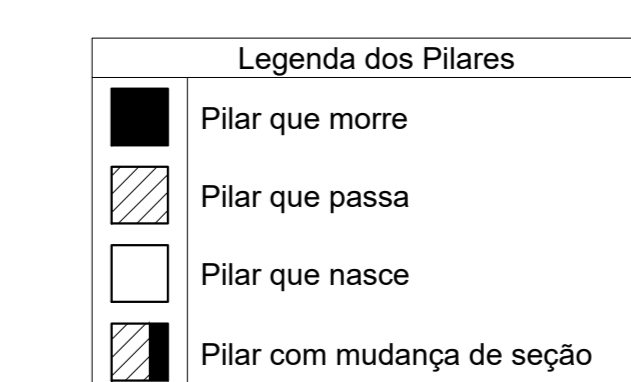 Legenda dos Pilares
Pilar que morre
Pilar que passa
Pilar que nasce
Pilar com mudança de seção